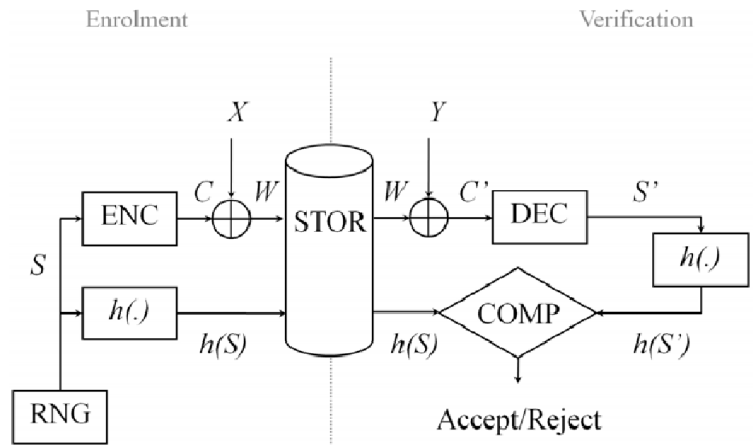 Enrolment
Verification
X
Y
C
W
W
C'
S'
ENC
STOR
DEC
S
h(.)
h(.)
COMP
h(S)
h(S)
h(S')
RNG
Accept/Reject